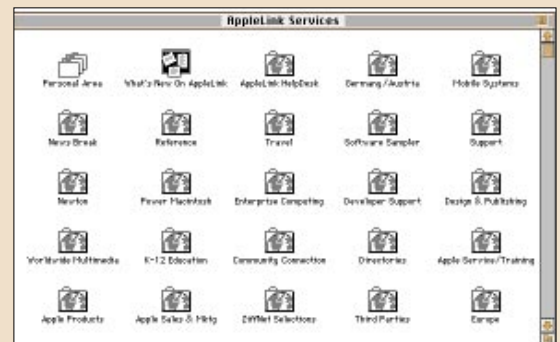 AppleLink Services
Personal Area What's New On AppleLink AppleLink HelpDesk Germany/Austria Mobile Systems
News Break Reference Travel Software Sampler Support
Newton Power Macintosh Enterprise Computing Developer Support Design & Publishing
Worldwide Multimedia K-12 Education Community Connection Directories Apple Service/Training
Apple Products Apple Sales & Mktg ZiffNet Selections Third Parties Europe